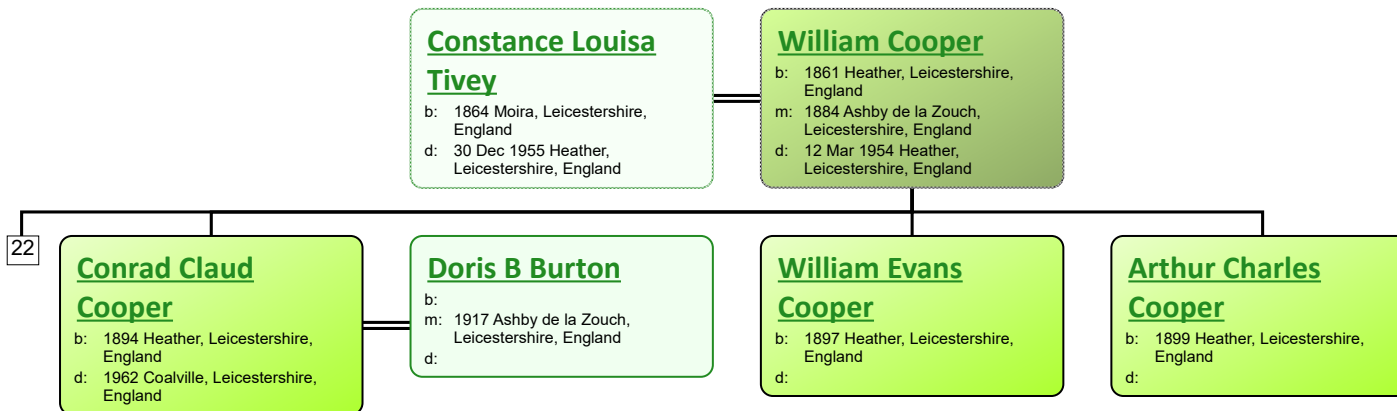 Constance Louisa
Tivey
b: 1864 Moira, Leicestershire,
England
d: 30 Dec 1955 Heather,
Leicestershire, England
William Cooper
b: 1861 Heather, Leicestershire,
England
m: 1884 Ashby de la Zouch,
Leicestershire, England
d: 12 Mar 1954 Heather,
Leicestershire, England
22
Conrad Claud
Cooper
b: 1894 Heather, Leicestershire,
England
d: 1962 Coalville, Leicestershire,
England
Doris B Burton
b:
m: 1917 Ashby de la Zouch,
Leicestershire, England
d:
William Evans
Cooper
b: 1897 Heather, Leicestershire,
England
d:
Arthur Charles
Cooper
b: 1899 Heather, Leicestershire,
England
d: